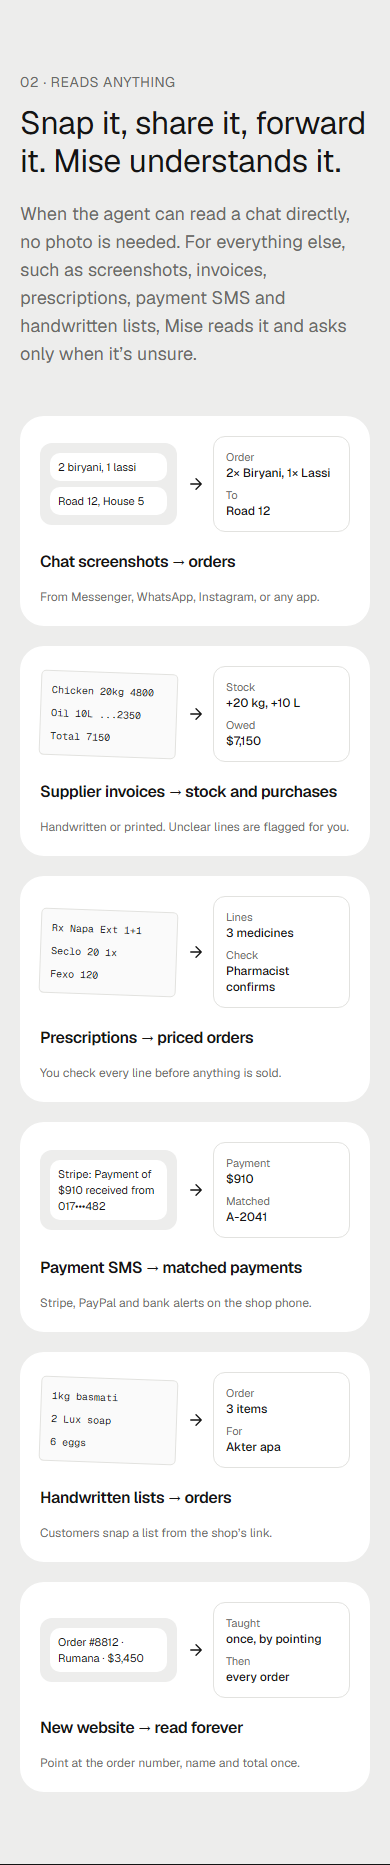 02 · READS ANYTHING
Snap it, share it, forward
it. Mise understands it.
When the agent can read a chat directly,
no photo is needed. For everything else,
such as screenshots, invoices,
prescriptions, payment SMS and
handwritten lists, Mise reads it and asks
only when it’s unsure.
2 biryani, 1 lassi
Road 12, House 5
→
Order
2× Biryani, 1× Lassi
To
Road 12
Chat screenshots → orders
From Messenger, WhatsApp, Instagram, or any app.
Chicken 20kg 4800
Oil 10L ...2350
Total 7150
→
Stock
+20 kg, +10 L
Owed
$7,150
Supplier invoices → stock and purchases
Handwritten or printed. Unclear lines are flagged for you.
Rx Napa Ext 1+1
Seclo 20 1x
Fexo 120
→
Lines
3 medicines
Check
Pharmacist
confirms
Prescriptions → priced orders
You check every line before anything is sold.
Stripe: Payment of
$910 received from
017•••482
→
Payment
$910
Matched
A-2041
Payment SMS → matched payments
Stripe, PayPal and bank alerts on the shop phone.
1kg basmati
2 Lux soap
6 eggs
→
Order
3 items
For
Akter apa
Handwritten lists → orders
Customers snap a list from the shop’s link.
Order #8812 ·
Rumana · $3,450
→
Taught
once, by pointing
Then
every order
New website → read forever
Point at the order number, name and total once.